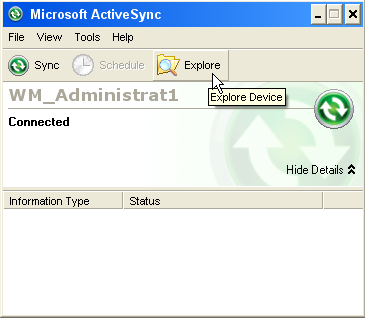 Microsoft ActiveSync
File View Tools Help
Sync Schedule Explore
WM_Administrat1
Explore Device
Connected
Hide Details
Information Type Status